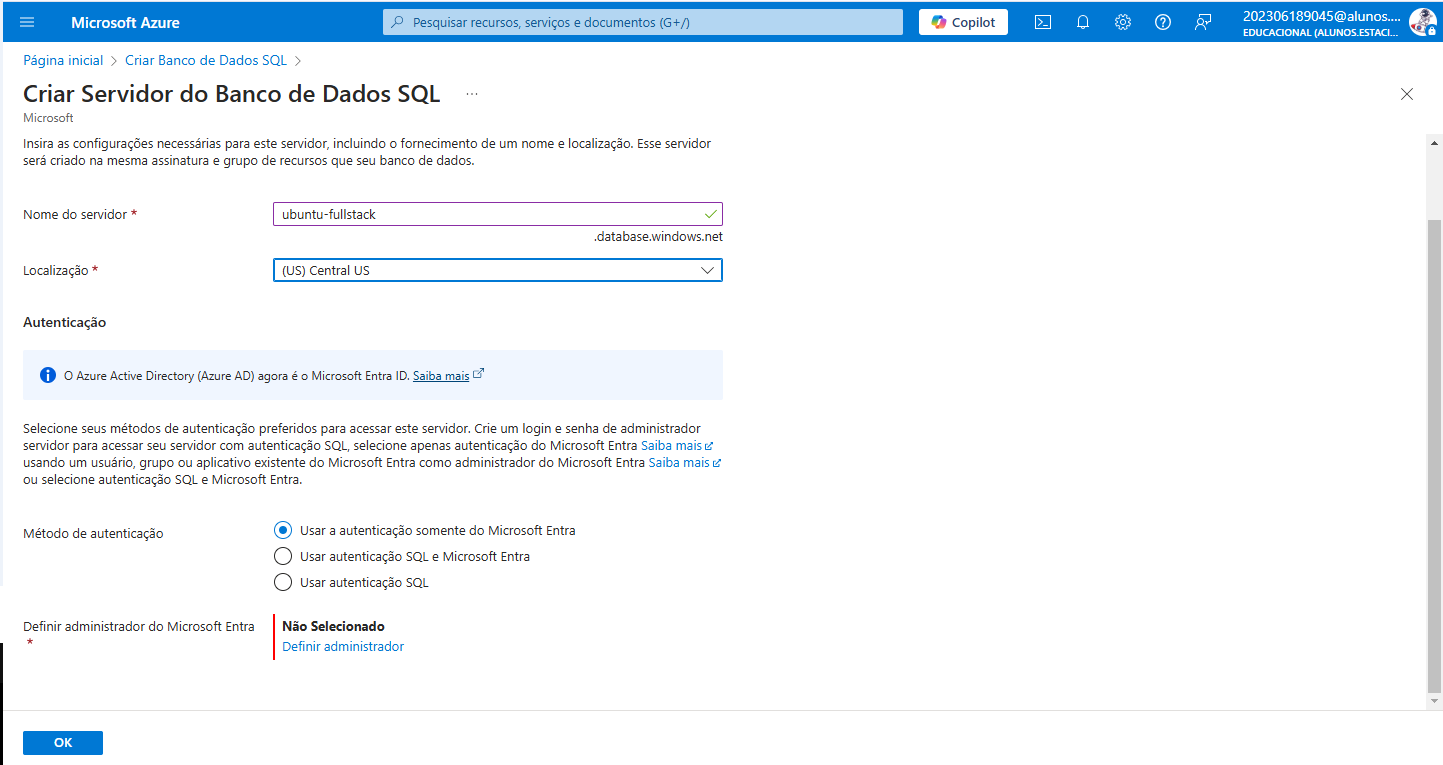 Microsoft Azure
Pesquisar recursos, serviços e documentos (G+/)
Copilot
202306189045@alunos....
EDUCACIONAL (ALUNOS.ESTACI...
Página inicial > Criar Banco de Dados SQL >
Criar Servidor do Banco de Dados SQL ...
Microsoft
Insira as configurações necessárias para este servidor, incluindo o fornecimento de um nome e localização. Esse servidor
será criado na mesma assinatura e grupo de recursos que seu banco de dados.
Nome do servidor *
ubuntu-fullstack
.database.windows.net
Localização *
(US) Central US
Autenticação
O Azure Active Directory (Azure AD) agora é o Microsoft Entra ID. Saiba mais
Selecione seus métodos de autenticação preferidos para acessar este servidor. Crie um login e senha de administrador
servidor para acessar seu servidor com autenticação SQL, selecione apenas autenticação do Microsoft Entra Saiba mais
usando um usuário, grupo ou aplicativo existente do Microsoft Entra como administrador do Microsoft Entra Saiba mais
ou selecione autenticação SQL e Microsoft Entra.
Método de autenticação
Usar a autenticação somente do Microsoft Entra
Usar autenticação SQL e Microsoft Entra
Usar autenticação SQL
Definir administrador do Microsoft Entra
*
Não Selecionado
Definir administrador
OK